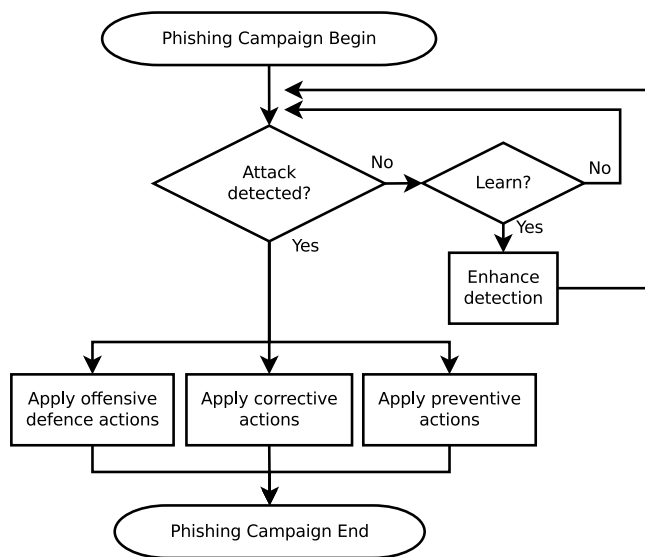 Phishing Campaign Begin
Attack
detected?
No
Learn?
No
Yes
Yes
Enhance
detection
Apply offensive
defence actions
Apply corrective
actions
Apply preventive
actions
Phishing Campaign End